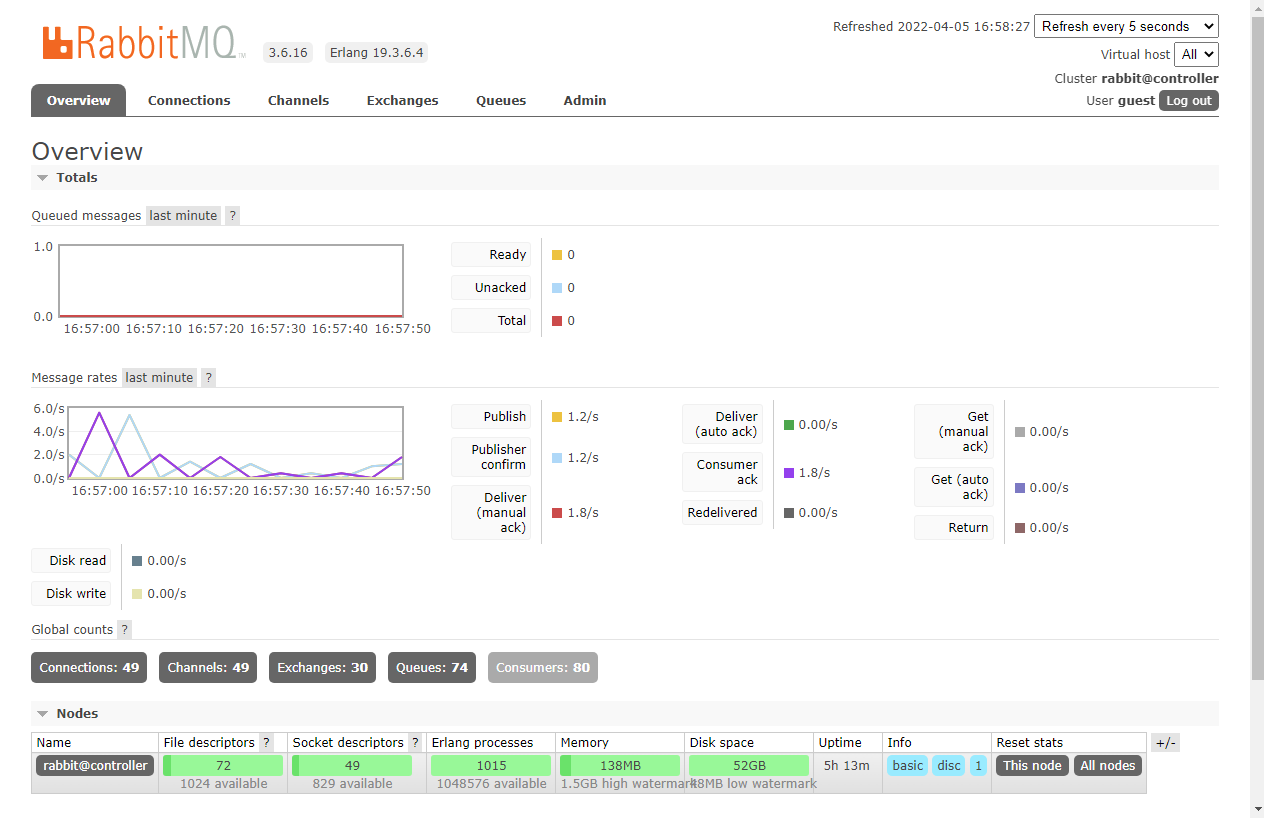 RabbitMQ TM 3.6.16 Erlang 19.3.6.4
Refreshed 2022-04-05 16:58:27 Refresh every 5 seconds
Virtual host All
Cluster rabbit@controller
User guest Log out
Overview Connections Channels Exchanges Queues Admin
Overview
Totals
Queued messages last minute ?
1.0
0.0
16:57:00 16:57:10 16:57:20 16:57:30 16:57:40 16:57:50
Ready 0
Unacked 0
Total 0
Message rates last minute ?
6.0/s
4.0/s
2.0/s
0.0/s
16:57:00 16:57:10 16:57:20 16:57:30 16:57:40 16:57:50
Publish 1.2/s
Publisher
confirm 1.2/s
Deliver
(manual
ack) 1.8/s
Deliver
(auto ack) 0.00/s
Consumer
ack 1.8/s
Redelivered 0.00/s
Get
(manual
ack) 0.00/s
Get (auto
ack) 0.00/s
Return 0.00/s
Disk read 0.00/s
Disk write 0.00/s
Global counts ?
Connections: 49 Channels: 49 Exchanges: 30 Queues: 74 Consumers: 80
Nodes
Name File descriptors ? Socket descriptors ? Erlang processes Memory Disk space Uptime Info Reset stats +/-
rabbit@controller 72 49 1015 138MB 52GB 5h 13m basic disc 1 This node All nodes
1024 available 829 available 1048576 available 1.5GB high watermark 48MB low watermark